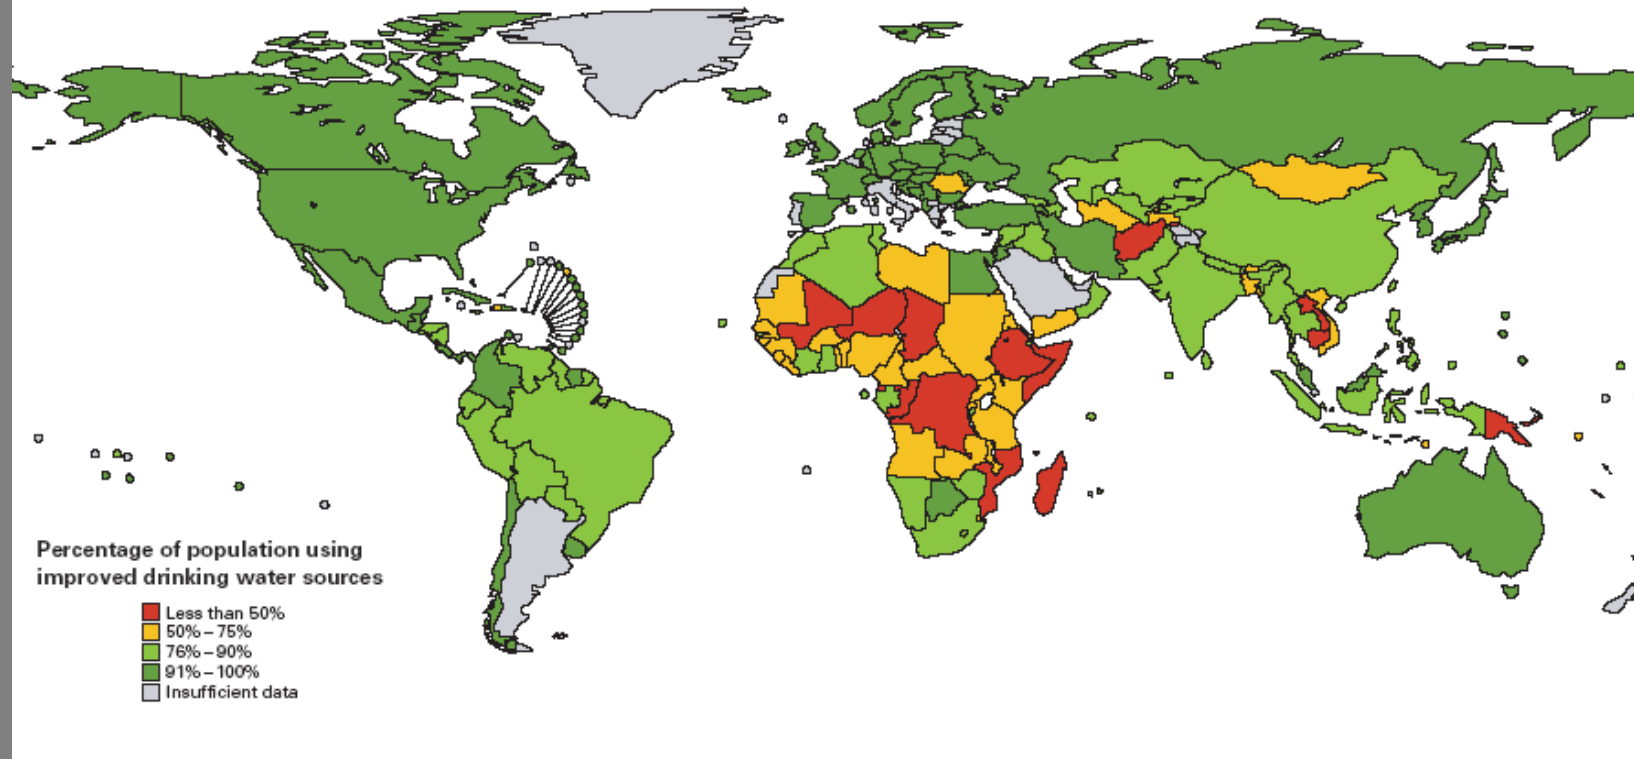 Percentage of population using
improved drinking water sources
Less than 50%
50% – 75%
76% – 90%
91% – 100%
Insufficient data